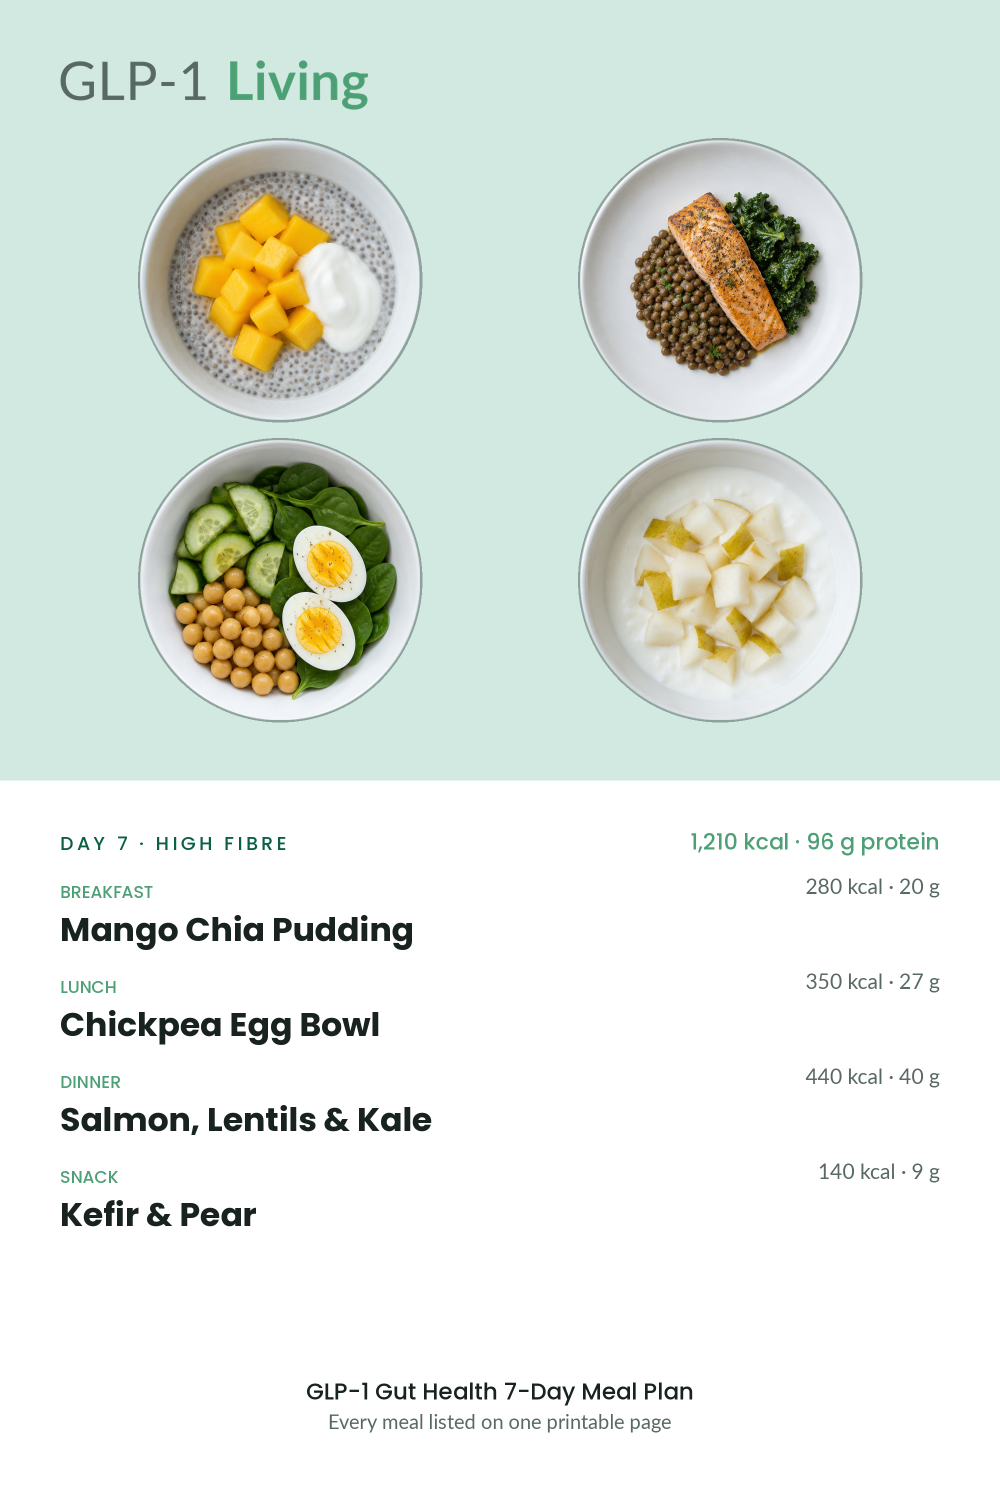 GLP-1 Living
DAY 7 · HIGH FIBRE
1,210 kcal · 96 g protein
BREAKFAST
280 kcal · 20 g
Mango Chia Pudding
LUNCH
350 kcal · 27 g
Chickpea Egg Bowl
DINNER
440 kcal · 40 g
Salmon, Lentils & Kale
SNACK
140 kcal · 9 g
Kefir & Pear
GLP-1 Gut Health 7-Day Meal Plan
Every meal listed on one printable page